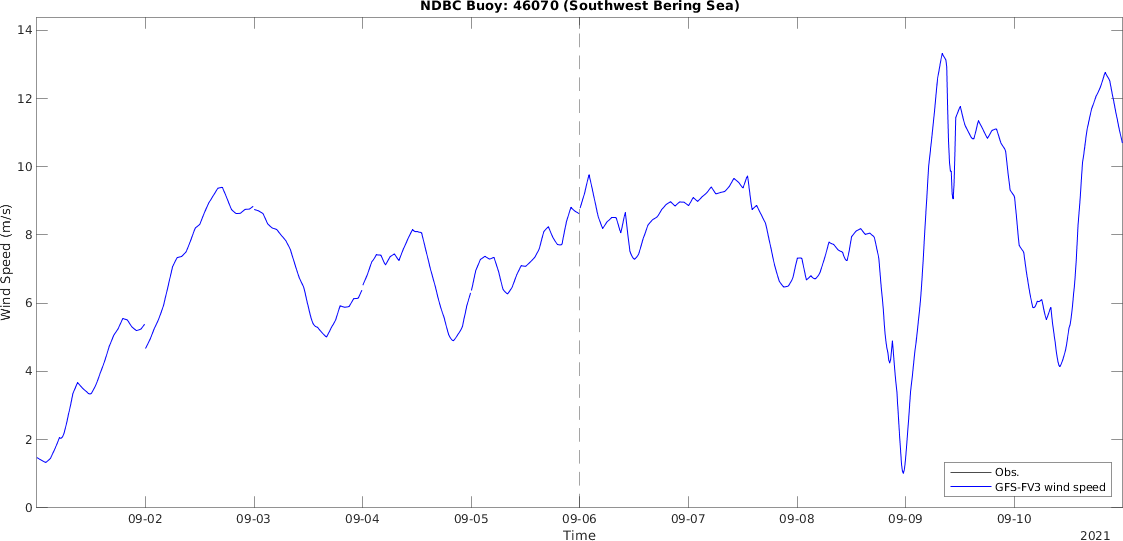 NDBC Buoy: 46070 (Southwest Bering Sea)
14
12
10
8
6
4
2
0
Wind Speed (m/s)
Obs.
GFS-FV3 wind speed
09-02 09-03 09-04 09-05 09-06 09-07 09-08 09-09 09-10
Time
2021